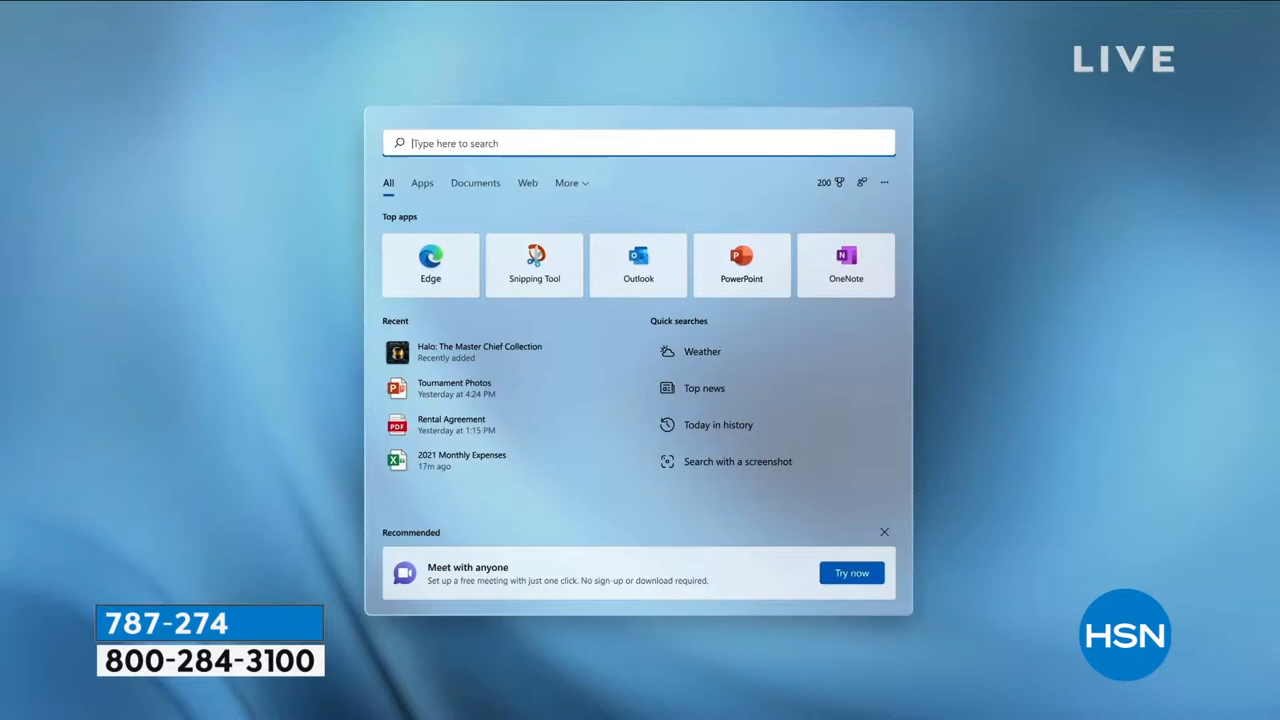 LIVE
Type here to search
All Apps Documents Web More 200
Top apps
Edge Snipping Tool Outlook PowerPoint OneNote
Recent
Halo: The Master Chief Collection
Recently added
Tournament Photos
Yesterday at 4:24 PM
Rental Agreement
Yesterday at 1:15 PM
2021 Monthly Expenses
17m ago
Quick searches
Weather
Top news
Today in history
Search with a screenshot
Recommended
Meet with anyone
Set up a free meeting with just one click. No sign-up or download required.
Try now
787-274
800-284-3100
HSN